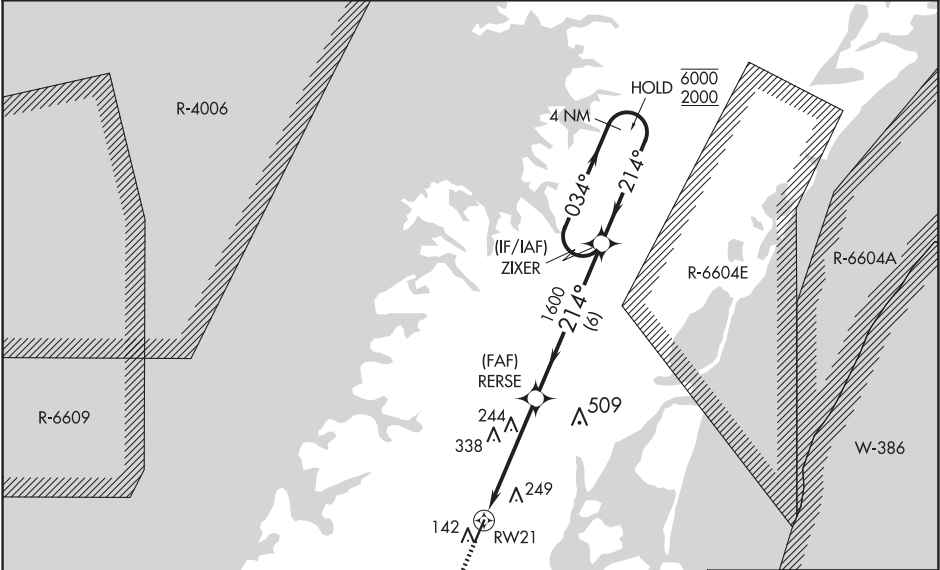 R-4006
HOLD
6000
2000
4 NM
034°
214°
(IF/IAF)
ZIXER
R-6604E
R-6604A
1600
214°
(6)
(FAF)
RERSE
R-6609
244
509
338
W-386
249
142
RW21